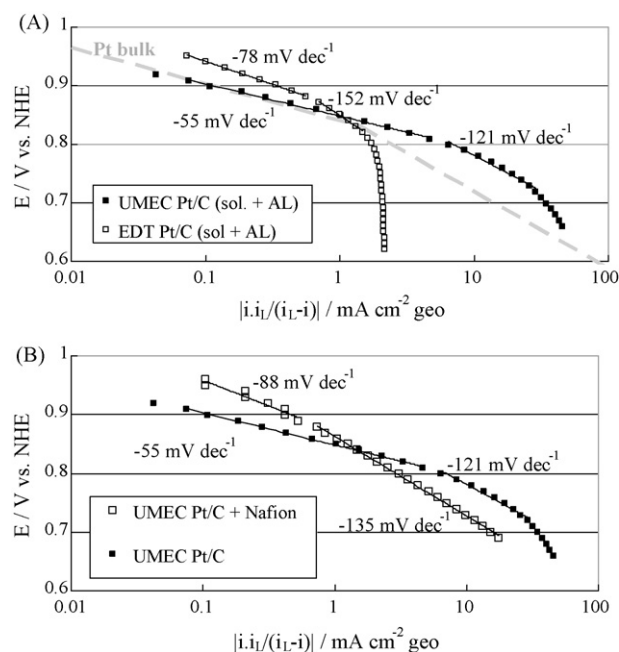 (A)
1
Pt bulk
-78 mV dec⁻¹
0.9
-152 mV dec⁻¹
-55 mV dec⁻¹
-121 mV dec⁻¹
0.8
E / V vs. NHE
0.7
UMEC Pt/C (sol. + AL)
EDT Pt/C (sol + AL)
0.6
0.01 0.1 1 10 100
|i.i_L/(i_L-i)| / mA cm⁻² geo
(B)
1
-88 mV dec⁻¹
0.9
-55 mV dec⁻¹
-121 mV dec⁻¹
0.8
E / V vs. NHE
UMEC Pt/C + Nafion
-135 mV dec⁻¹
0.7
UMEC Pt/C
0.6
0.01 0.1 1 10 100
|i.i_L/(i_L-i)| / mA cm⁻² geo